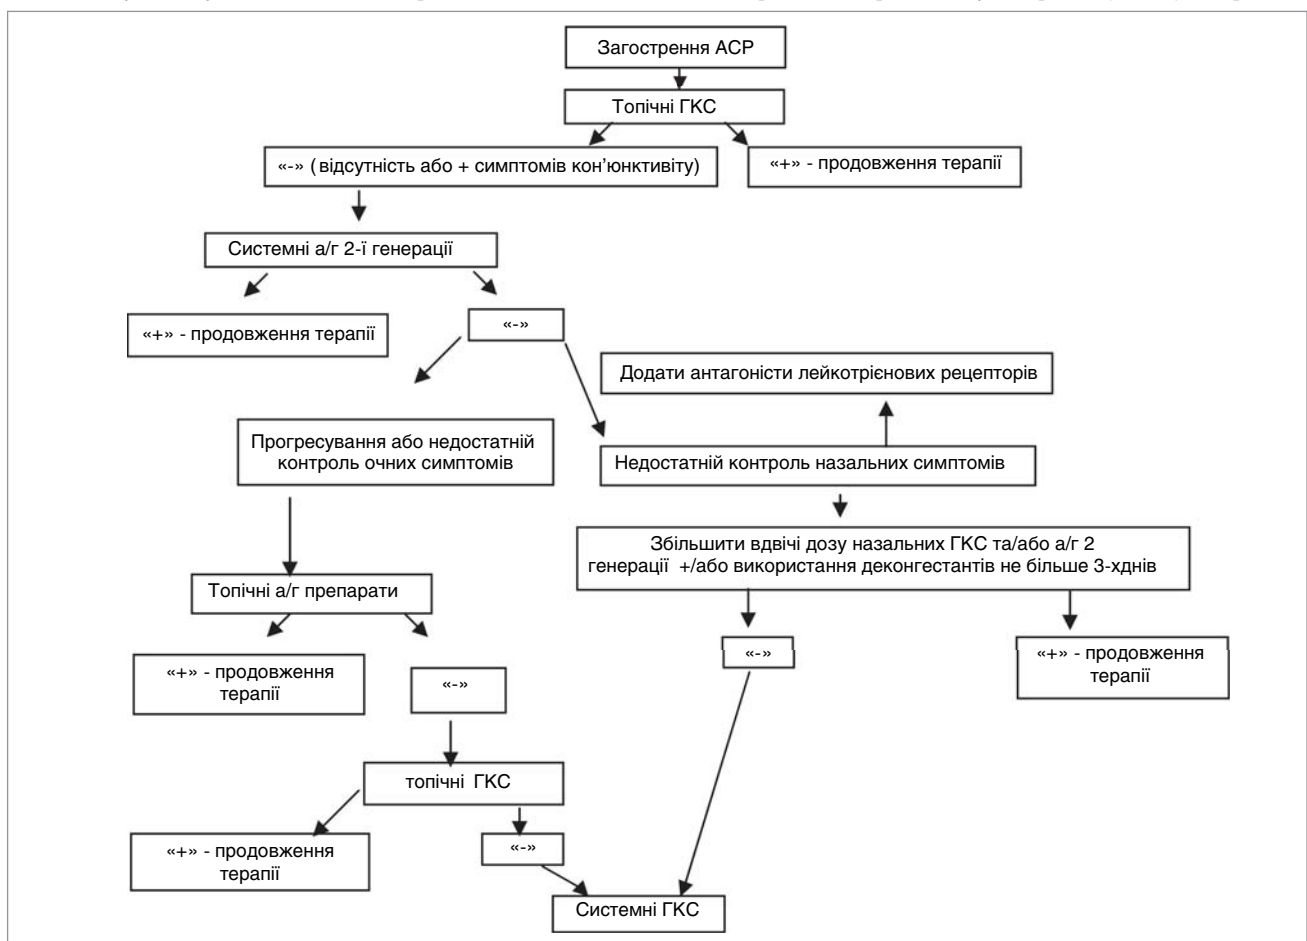 Загострення АСР
Топічні ГКС
«-» (відсутність або + симптомів кон’юнктивіту)
«+» - продовження терапії
Системні а/г 2-ї генерації
«+» - продовження терапії
«-»
Додати антагоністи лейкотрієнових рецепторів
Прогресування або недостатній
контроль очних симптомів
Недостатній контроль назальних симптомів
Збільшити вдвічі дозу назальних ГКС та/або а/г 2
генерації +/або використання деконгестантів не більше 3-хднів
Топічні а/г препарати
«+» - продовження
терапії
«-»
«-»
«+» - продовження
терапії
топічні ГКС
«+» - продовження
терапії
«-»
Системні ГКС